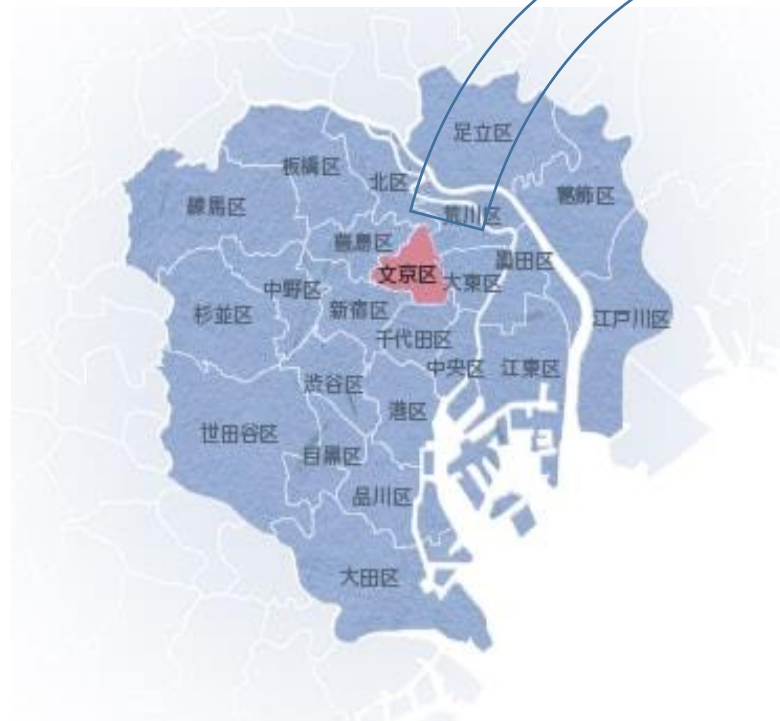 足立区
板橋区
北区
葛飾区
練馬区
荒川区
豊島区
墨田区
文京区
大東区
中野区
新宿区
杉並区
江戸川区
千代田区
中央区
江東区
渋谷区
港区
世田谷区
目黒区
品川区
大田区